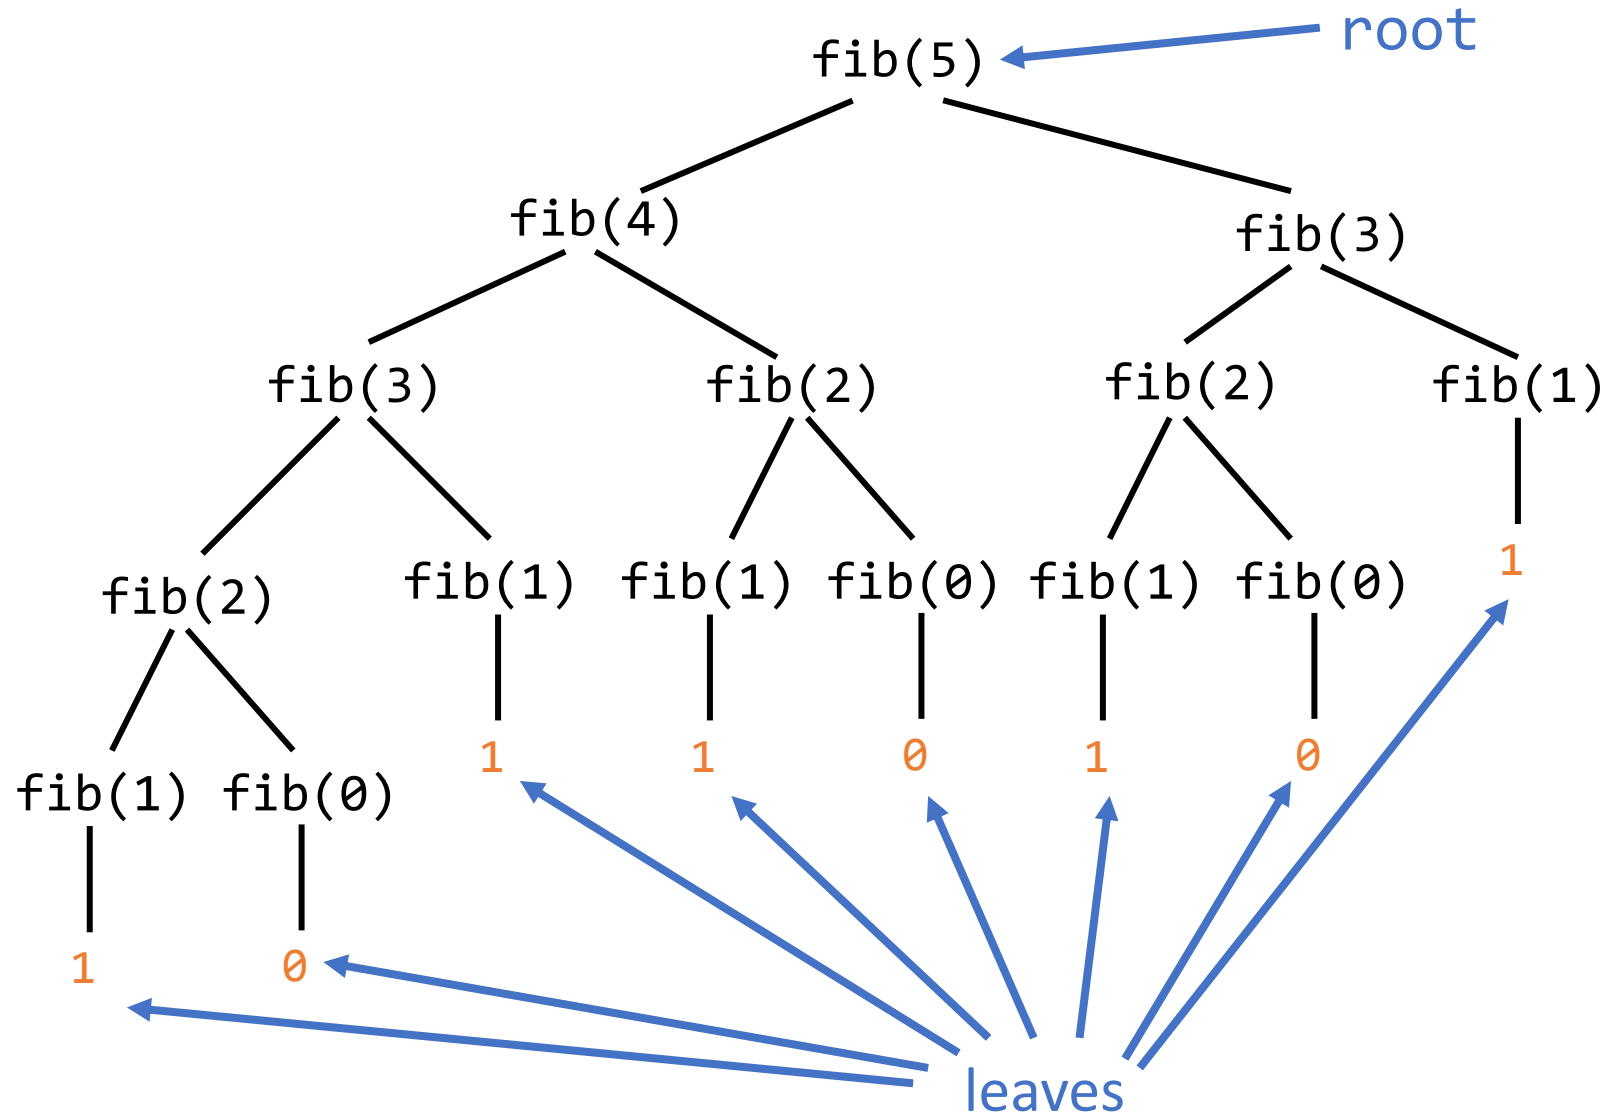 root
fib(5)
fib(4) fib(3)
fib(3) fib(2) fib(2) fib(1)
fib(2) fib(1) fib(1) fib(0) fib(1) fib(0) 1
1 1 0 1 0
fib(1) fib(0)
1 0
leaves